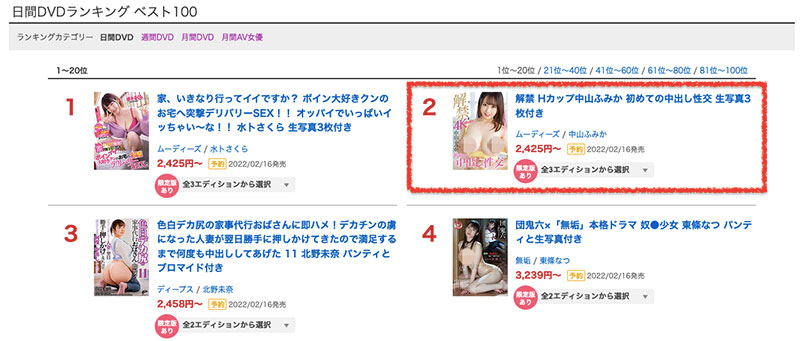 日間DVDランキング ベスト100
ランキングカテゴリー 日間DVD 週間DVD 月間DVD 月間AV女優
1〜20位
1位〜20位 / 21位〜40位 / 41位〜60位 / 61位〜80位 / 81位〜100位
1
家、いきなり行ってイイですか？ ボイン大好きクンの
お宅へ突撃デリバリーSEX！！ オッパイでいっぱいイ
ッちゃい〜な！！ 水卜さくら 生写真3枚付き
ムーディーズ / 水卜さくら
2,425円〜 予約 2022/02/16発売
限定版
あり
全3エディションから選択
2
解禁 Hカップ中山ふみか 初めての中出し性交 生写真3
枚付き
ムーディーズ / 中山ふみか
2,425円〜 予約 2022/02/16発売
限定版
あり
全3エディションから選択
3
色白デカ尻の家事代行おばさんに即ハメ！デカチンの虜
になった人妻が翌日勝手に押しかけてきたので満足する
まで何度も中出ししてあげた 11 北野未奈 パンティと
ブロマイド付き
ディープス / 北野未奈
2,458円〜 予約 2022/02/16発売
限定版
あり
全2エディションから選択
4
団鬼六×「無垢」本格ドラマ 奴●少女 東條なつ パンテ
ィと生写真付き
無垢 / 東條なつ
3,239円〜 予約 2022/02/16発売
限定版
あり
全2エディションから選択